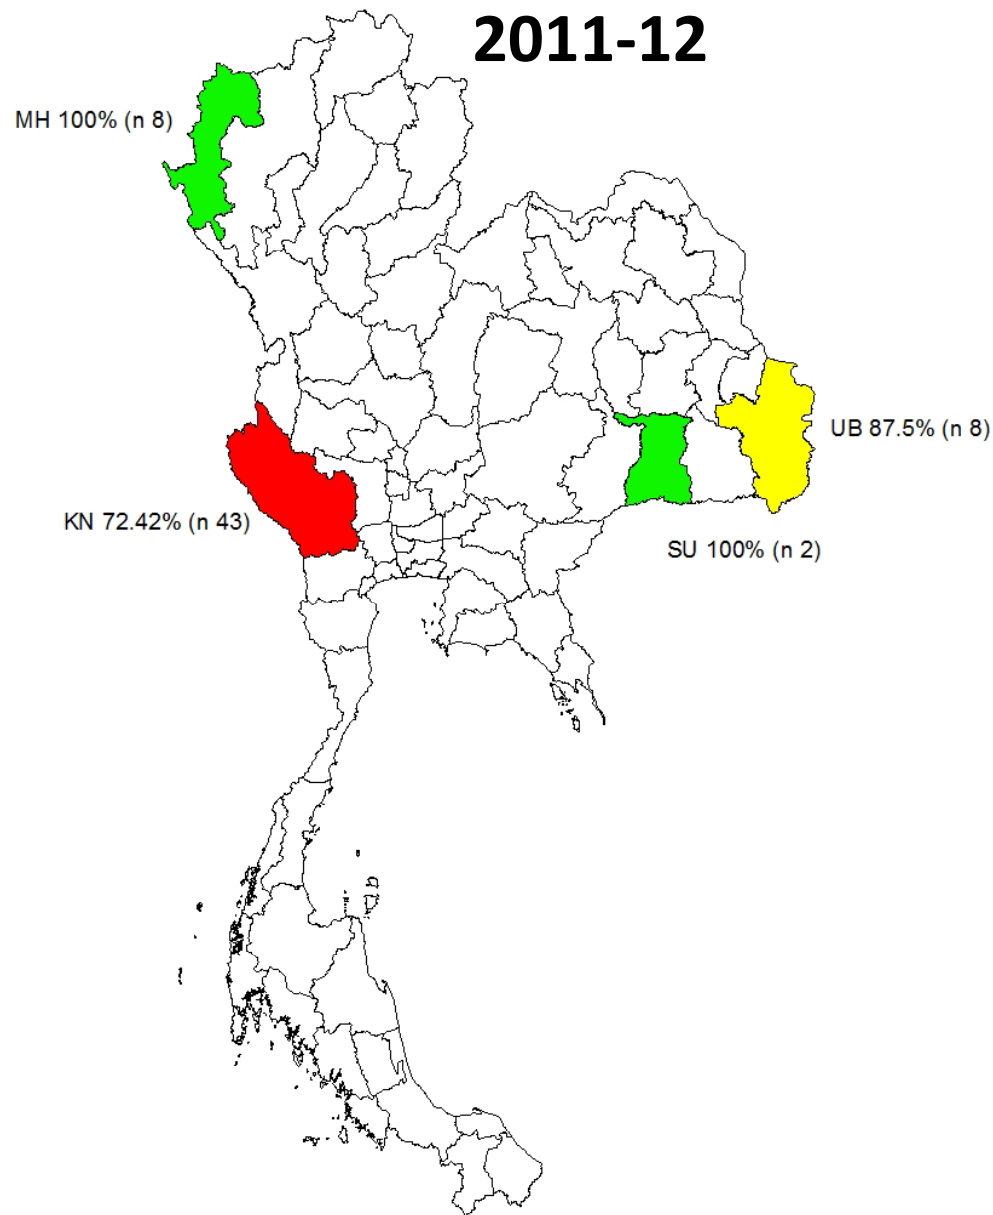 2011-12
MH 100% (n 8)
UB 87.5% (n 8)
KN 72.42% (n 43)
SU 100% (n 2)